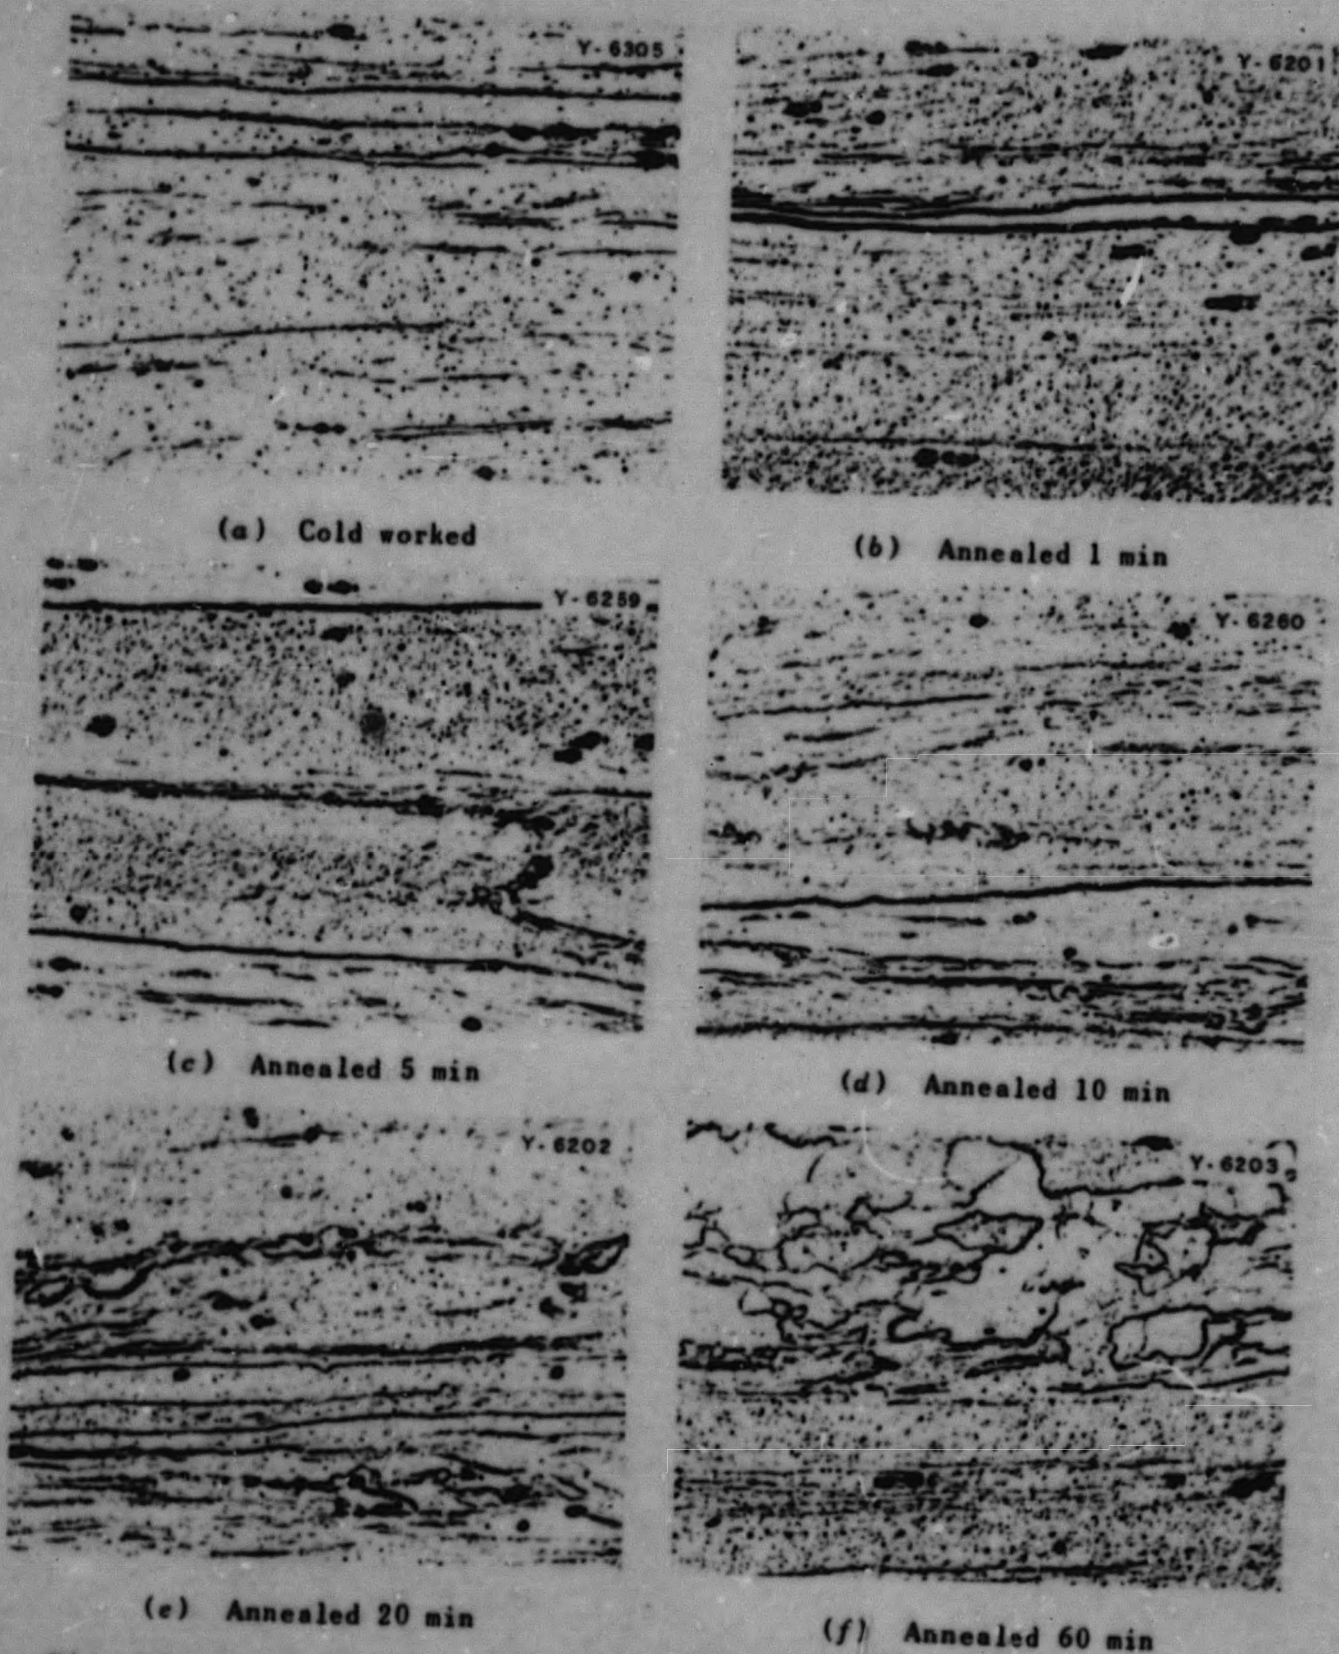 Y-6305
Y-6201
(a) Cold worked
(b) Annealed 1 min
Y-6259
Y-6260
(c) Annealed 5 min
(d) Annealed 10 min
Y-6202
Y-6203
(e) Annealed 20 min
(f) Annealed 60 min